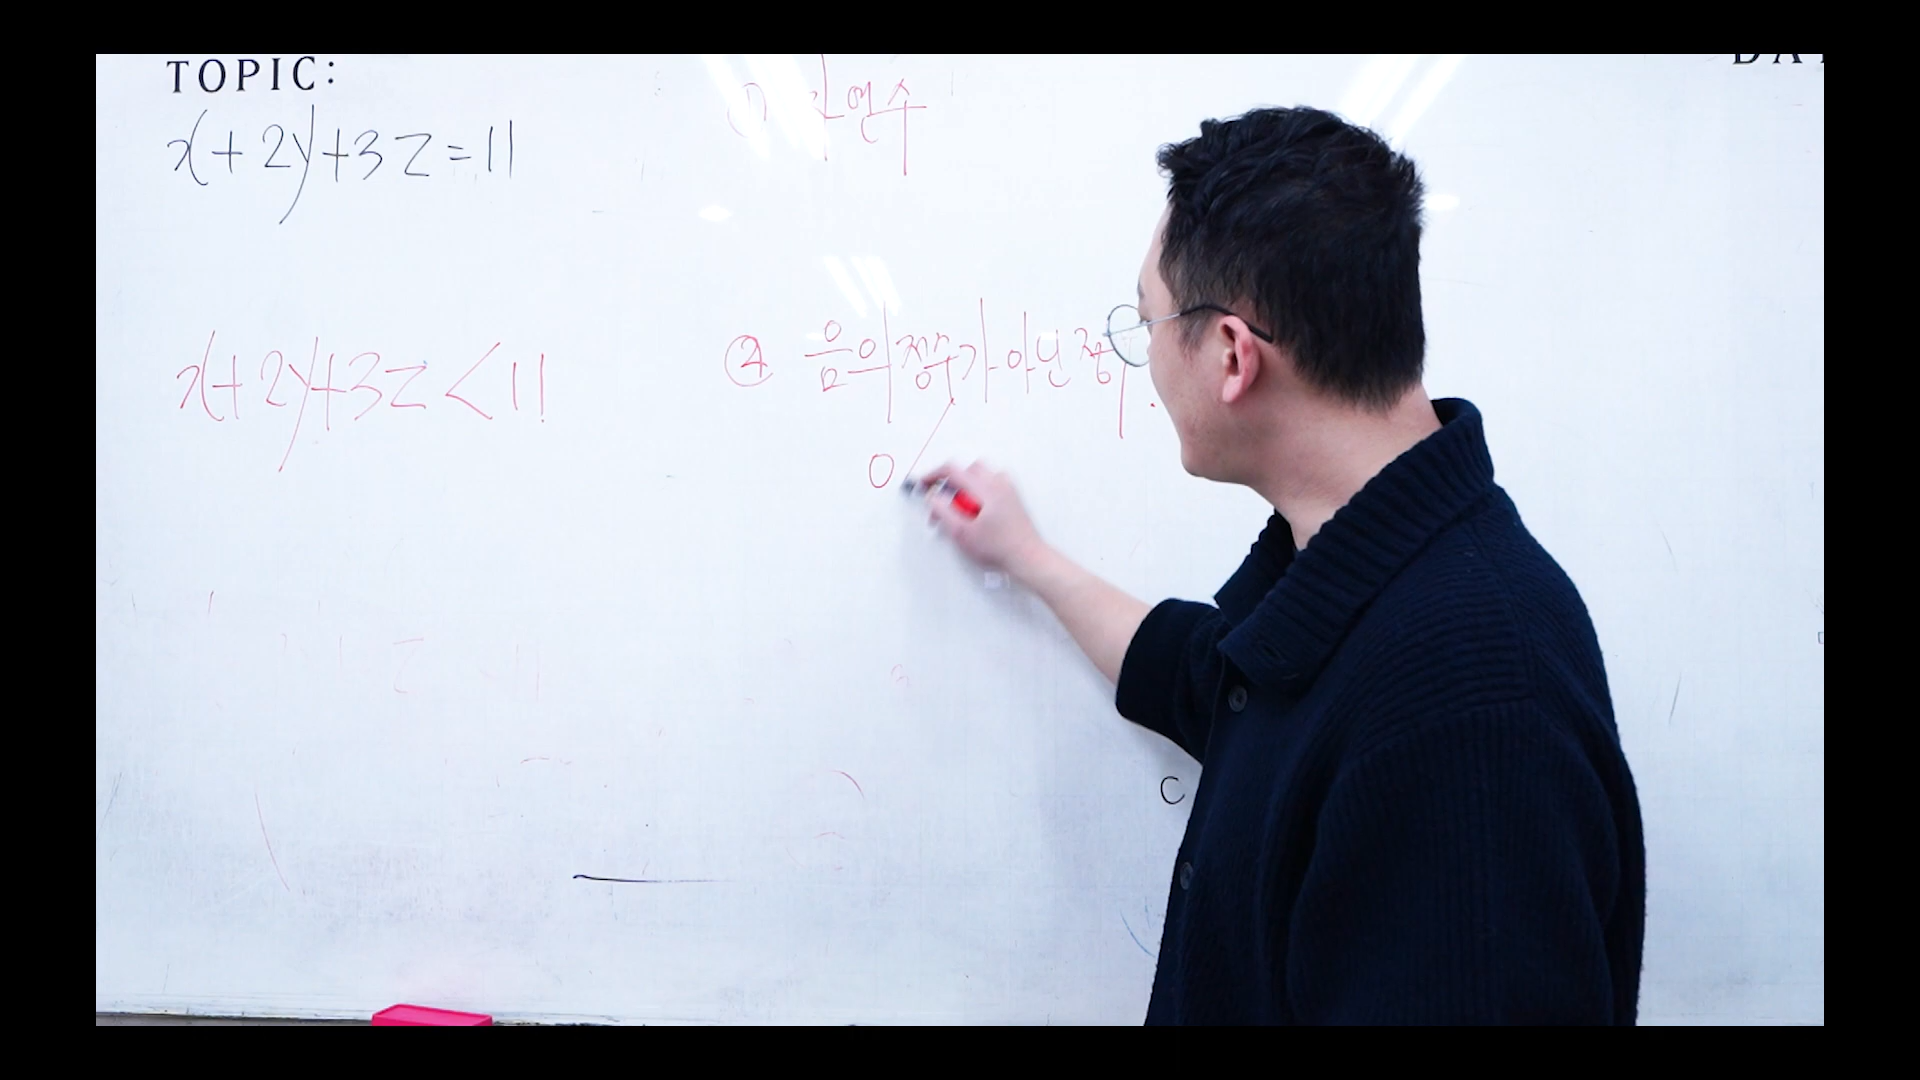 TOPIC:
x+2y+3z=11
① 자연수
x+2y+3z<11
② 음의 정수가 아닌 정수
0
C